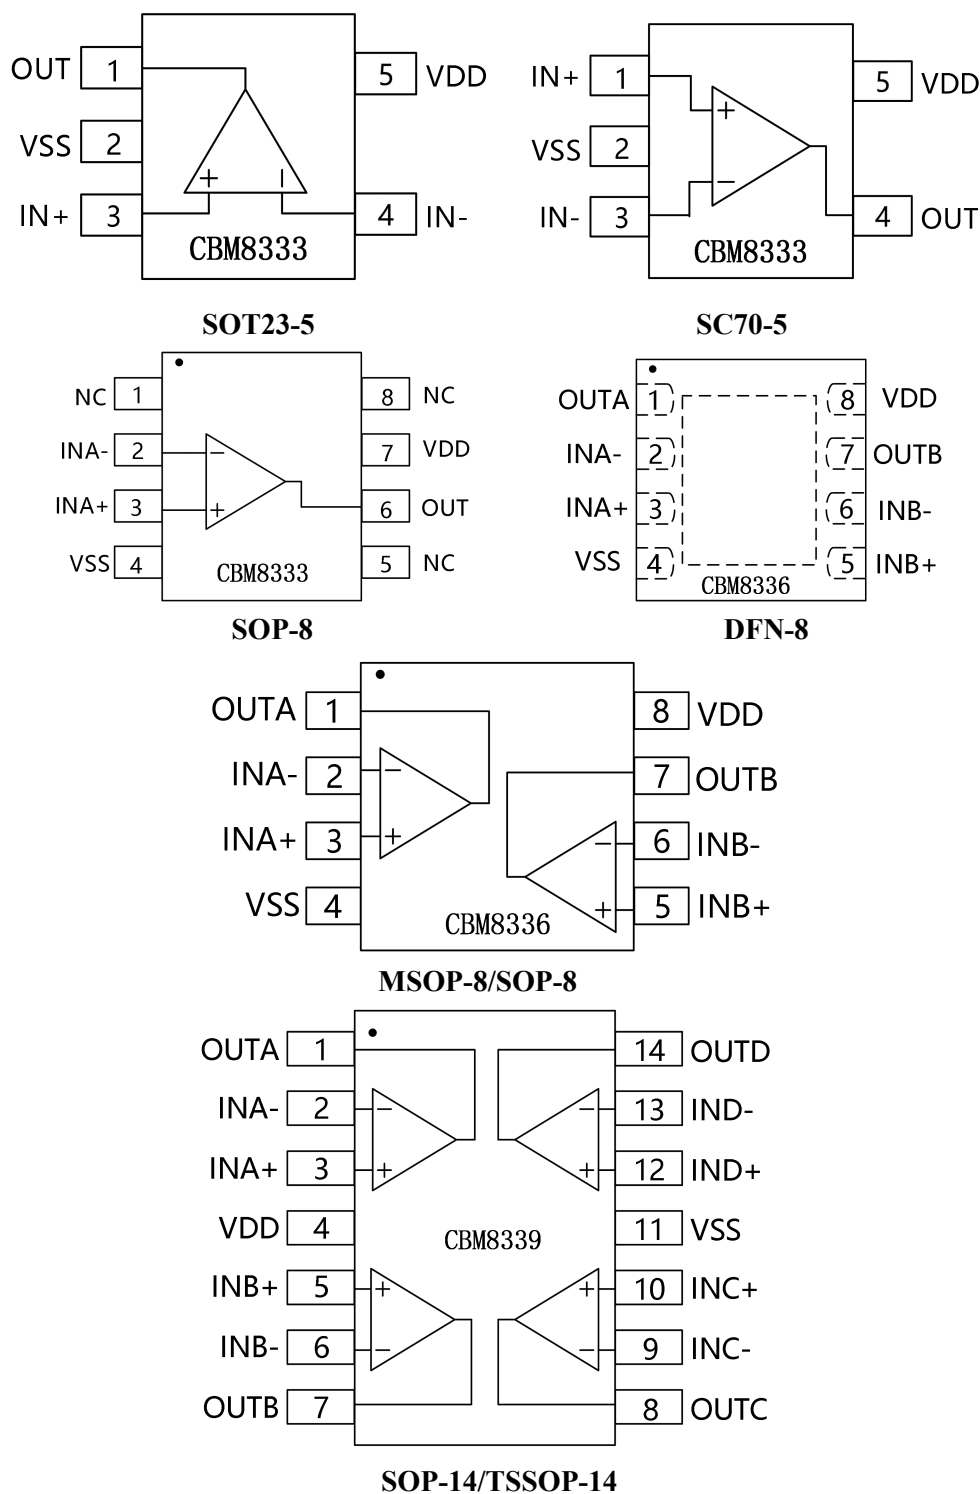 OUT 1 5 VDD
VSS 2
IN+ 3 4 IN-
+ −
CBM8333
SOT23-5
IN+ 1 5 VDD
+
VSS 2
−
IN- 3 4 OUT
CBM8333
SC70-5
NC 1 8 NC
INA- 2 − 7 VDD
INA+ 3 + 6 OUT
VSS 4 5 NC
CBM8333
SOP-8
OUTA 1 8 VDD
INA- 2 7 OUTB
INA+ 3 6 INB-
VSS 4 5 INB+
CBM8336
DFN-8
OUTA 1 8 VDD
INA- 2 − 7 OUTB
INA+ 3 + − 6 INB-
VSS 4 + 5 INB+
CBM8336
MSOP-8/SOP-8
OUTA 1 14 OUTD
INA- 2 − − 13 IND-
INA+ 3 + + 12 IND+
VDD 4 11 VSS
CBM8339
INB+ 5 + + 10 INC+
INB- 6 − − 9 INC-
OUTB 7 8 OUTC
SOP-14/TSSOP-14